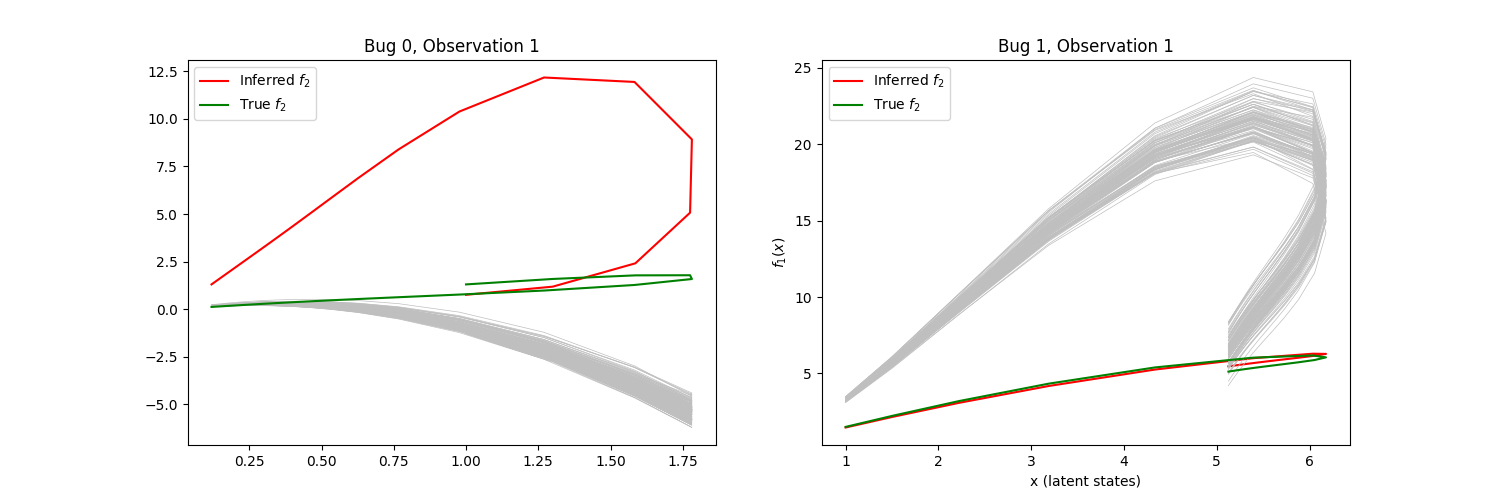 Bug 0, Observation 1
Inferred f₂
True f₂
12.5
10.0
7.5
5.0
2.5
0.0
−2.5
−5.0
0.25 0.50 0.75 1.00 1.25 1.50 1.75
Bug 1, Observation 1
Inferred f₂
True f₂
25
20
15
10
5
f₁(x)
1 2 3 4 5 6
x (latent states)